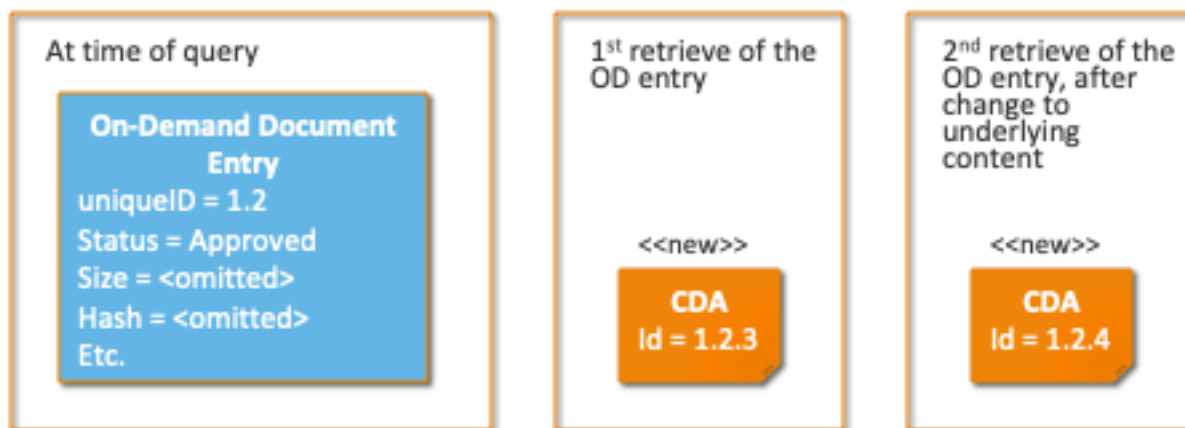 At time of query
On-Demand Document
Entry
uniqueID = 1.2
Status = Approved
Size = <omitted>
Hash = <omitted>
Etc.
1st retrieve of the
OD entry
<<new>>
CDA
Id = 1.2.3
2nd retrieve of the
OD entry, after
change to
underlying
content
<<new>>
CDA
Id = 1.2.4